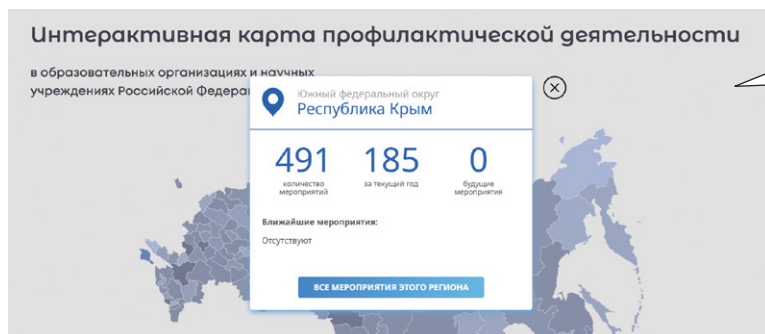 Интерактивная карта профилактической деятельности
в образовательных организациях и научных
учреждениях Российской Федера
Южный федеральный округ
Республика Крым
491 185 0
количество мероприятий за текущий год будущие мероприятия
Ближайшие мероприятия:
Отсутствуют
ВСЕ МЕРОПРИЯТИЯ ЭТОГО РЕГИОНА